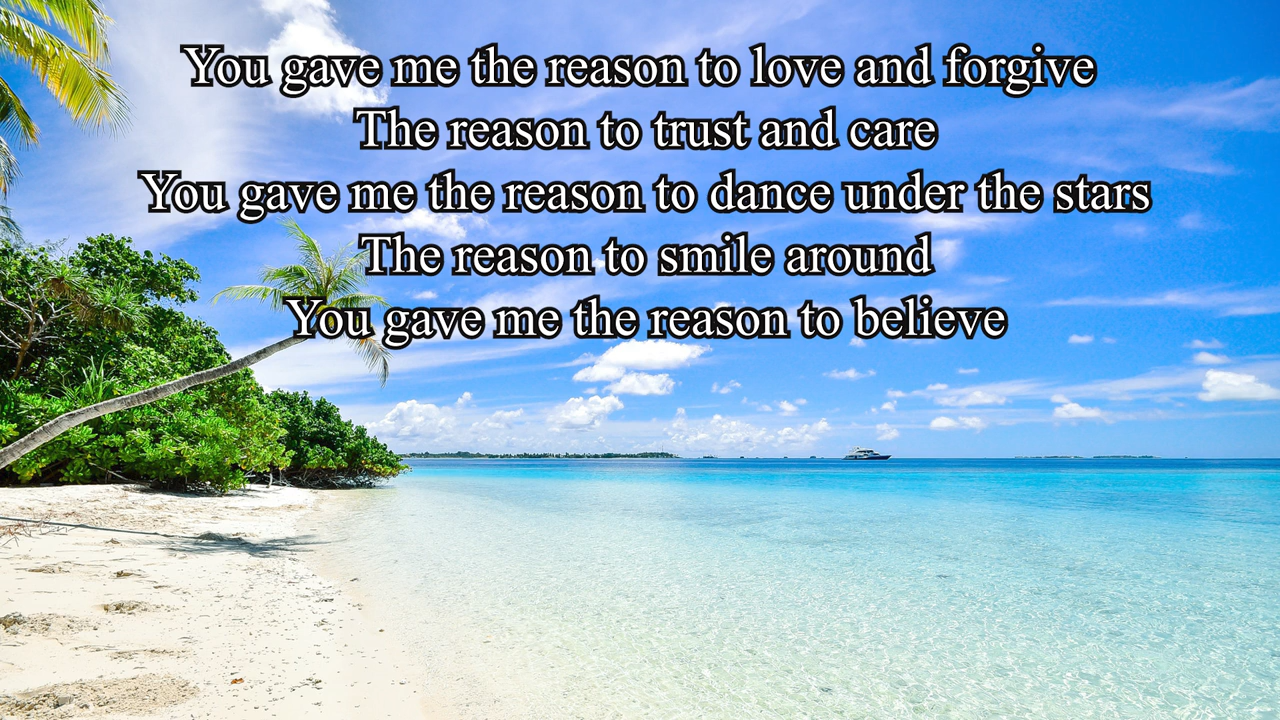 You gave me the reason to love and forgive
The reason to trust and care
You gave me the reason to dance under the stars
The reason to smile around
You gave me the reason to believe